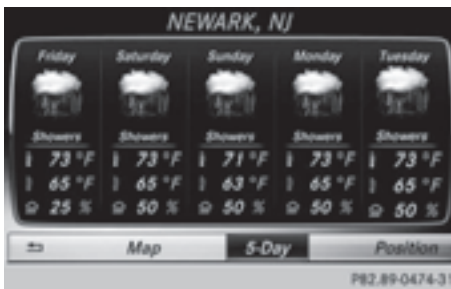 NEWARK, NJ
Friday Saturday Sunday Monday Tuesday
Showers Showers Showers Showers Showers
73 °F 73 °F 71 °F 73 °F 73 °F
65 °F 65 °F 63 °F 65 °F 65 °F
25 % 50 % 50 % 50 % 50 %
Map 5-Day Position
P82.89-0474-31